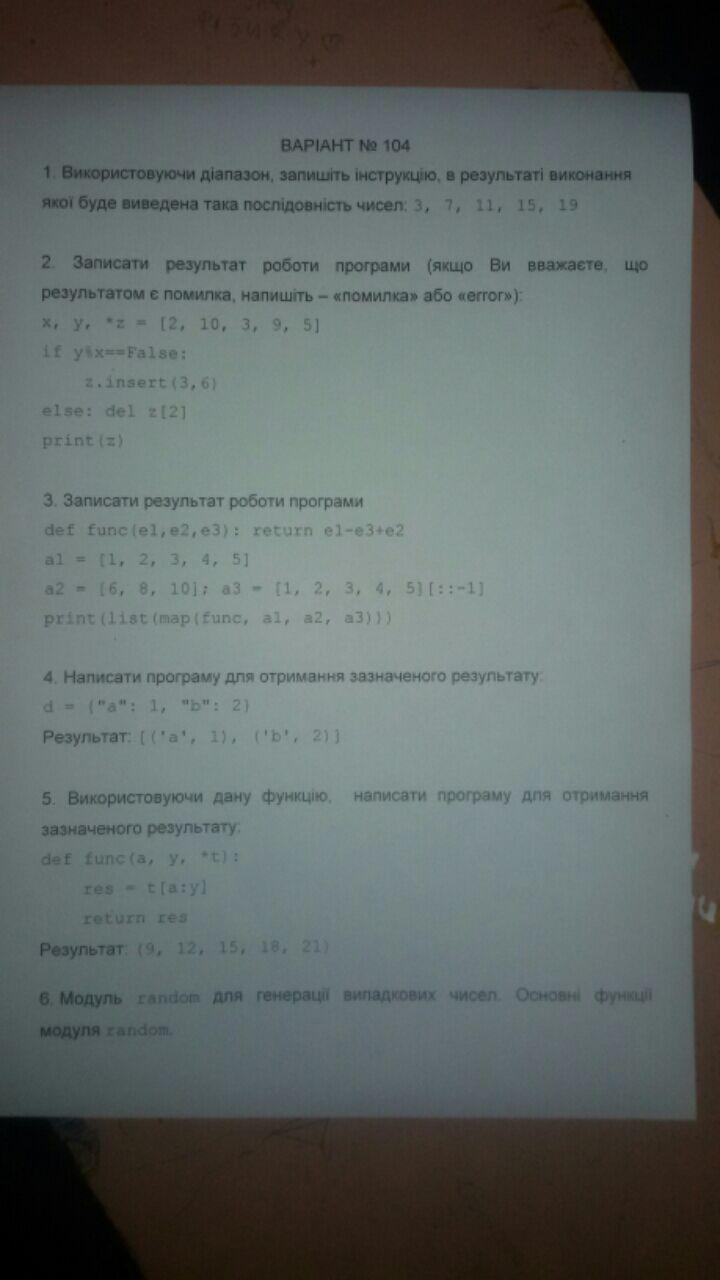 ВАРІАНТ № 104
1. Використовуючи діапазон, запишіть інструкцію, в результаті виконання
якої буде виведена така послідовність чисел: 3, 7, 11, 15, 19
2. Записати результат роботи програми (якщо Ви вважаєте, що
результатом є помилка, напишіть – «помилка» або «error»):
x, y, *z = [2, 10, 3, 9, 5]
if y%x==False:
    z.insert(3,6)
else: del z[2]
print(z)
3. Записати результат роботи програми
def func(e1,e2,e3): return e1-e3+e2
a1 = [1, 2, 3, 4, 5]
a2 = [6, 8, 10]; a3 = [1, 2, 3, 4, 5][::-1]
print(list(map(func, a1, a2, a3)))
4. Написати програму для отримання зазначеного результату:
d = {"a": 1, "b": 2}
Результат: [('a', 1), ('b', 2)]
5. Використовуючи дану функцію, написати програму для отримання
зазначеного результату:
def func(a, y, *t):
    res = t[a:y]
    return res
Результат: (9, 12, 15, 18, 21)
6. Модуль random для генерації випадкових чисел. Основні функції
модуля random.